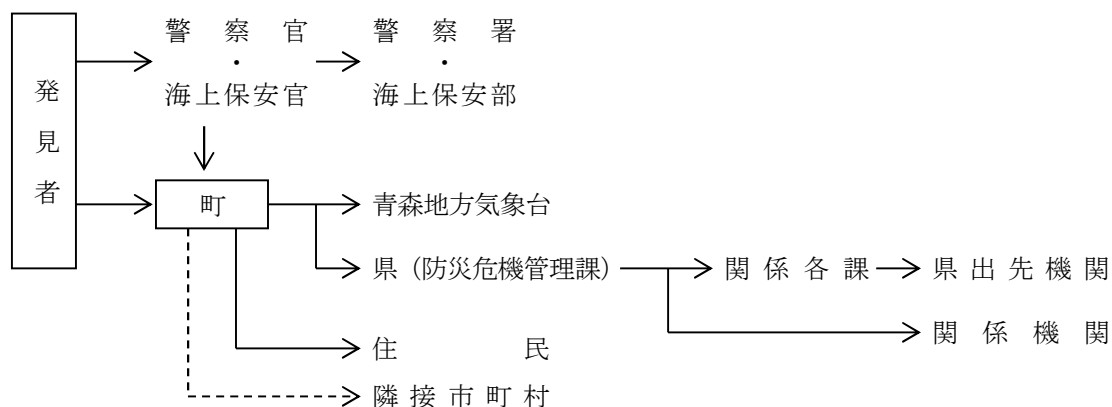 発見者
警察官 警察署
・ ・
海上保安官 海上保安部
町 青森地方気象台
県（防災危機管理課） 関係各課 県出先機関
関係機関
住民
隣接市町村